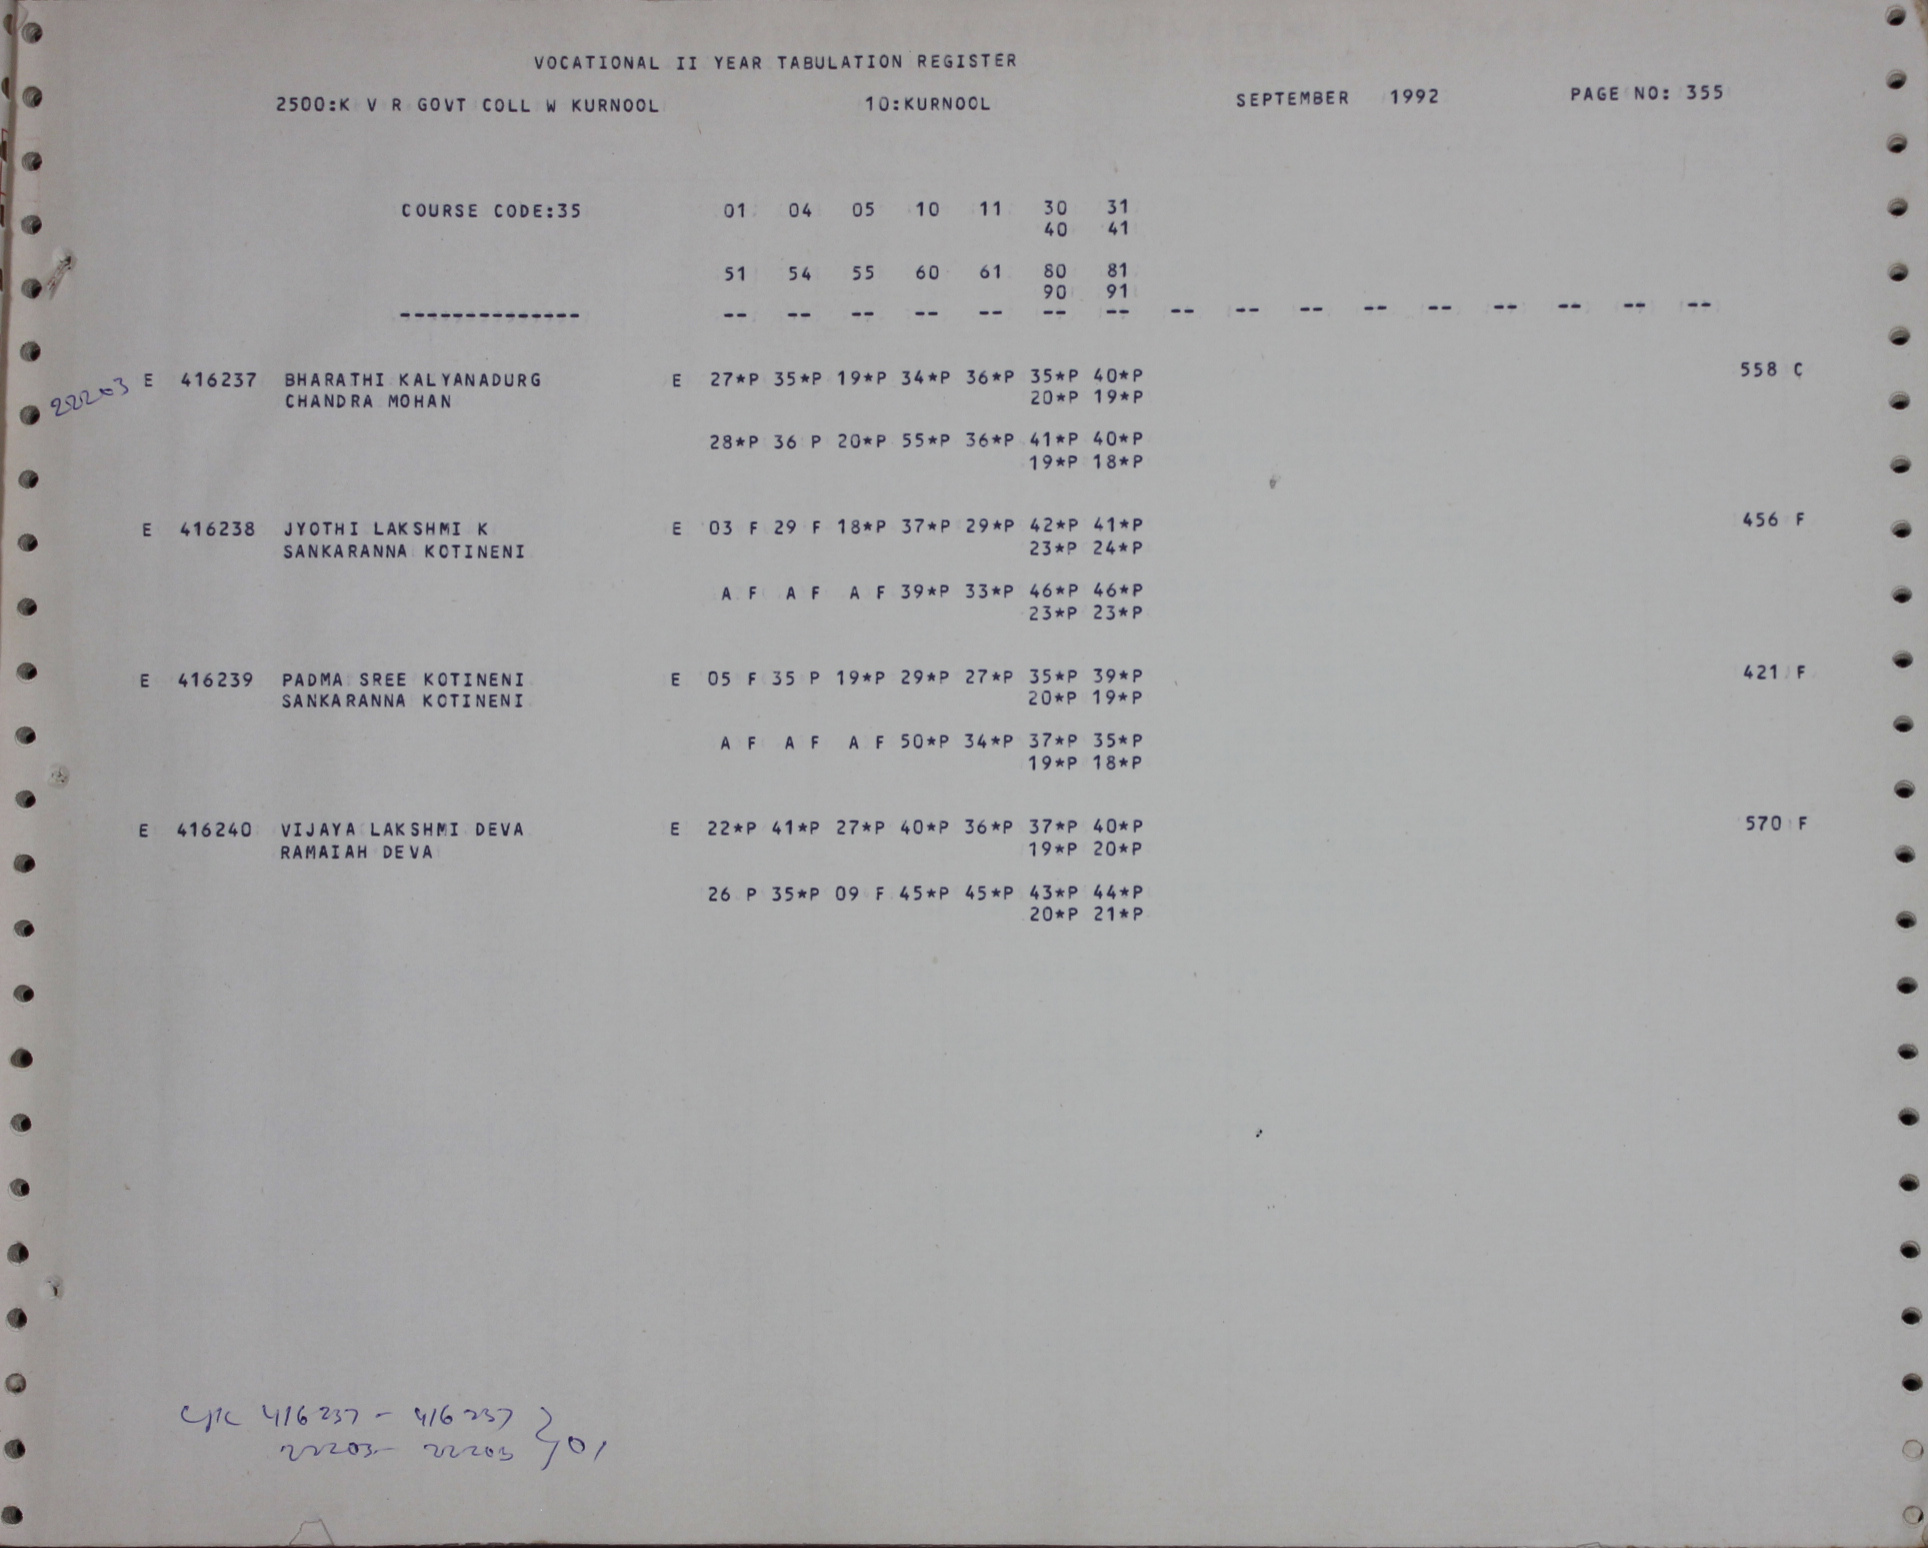 VOCATIONAL II YEAR TABULATION REGISTER
2500:K V R GOVT COLL W KURNOOL 10:KURNOOL SEPTEMBER 1992 PAGE NO: 355
COURSE CODE:35 01 04 05 10 11 30 31
40 41
51 54 55 60 61 80 81
90 91
-------------- -- -- -- -- -- -- -- -- -- -- -- -- -- -- -- --
22203 E 416237 BHARATHI KALYANADURG E 27*P 35*P 19*P 34*P 36*P 35*P 40*P 558 C
CHANDRA MOHAN 20*P 19*P
28*P 36 P 20*P 55*P 36*P 41*P 40*P
19*P 18*P
E 416238 JYOTHI LAKSHMI K E 03 F 29 F 18*P 37*P 29*P 42*P 41*P 456 F
SANKARANNA KOTINENI 23*P 24*P
A F A F A F 39*P 33*P 46*P 46*P
23*P 23*P
E 416239 PADMA SREE KOTINENI E 05 F 35 P 19*P 29*P 27*P 35*P 39*P 421 F
SANKARANNA KOTINENI 20*P 19*P
A F A F A F 50*P 34*P 37*P 35*P
19*P 18*P
E 416240 VIJAYA LAKSHMI DEVA E 22*P 41*P 27*P 40*P 36*P 37*P 40*P 570 F
RAMAIAH DEVA 19*P 20*P
26 P 35*P 09 F 45*P 45*P 43*P 44*P
20*P 21*P
416237 - 416237
22203 - 22203 } 01